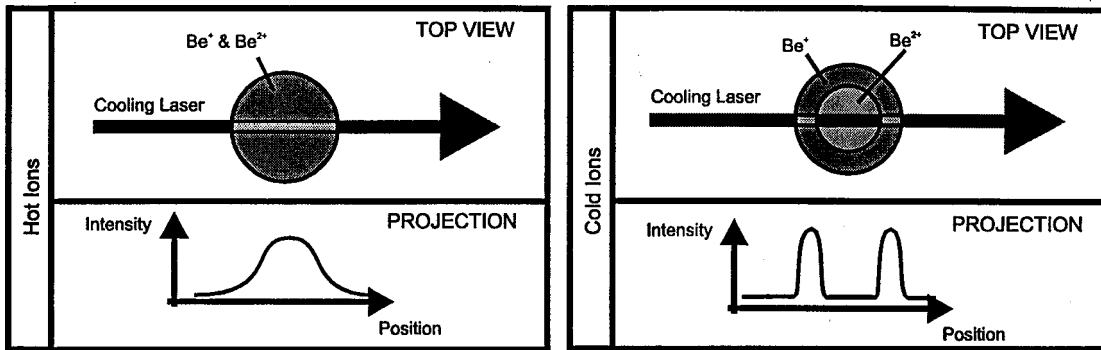 Hot Ions
TOP VIEW
Be⁺ & Be²⁺
Cooling Laser
PROJECTION
Intensity
Position
Cold Ions
TOP VIEW
Be⁺
Be²⁺
Cooling Laser
PROJECTION
Intensity
Position